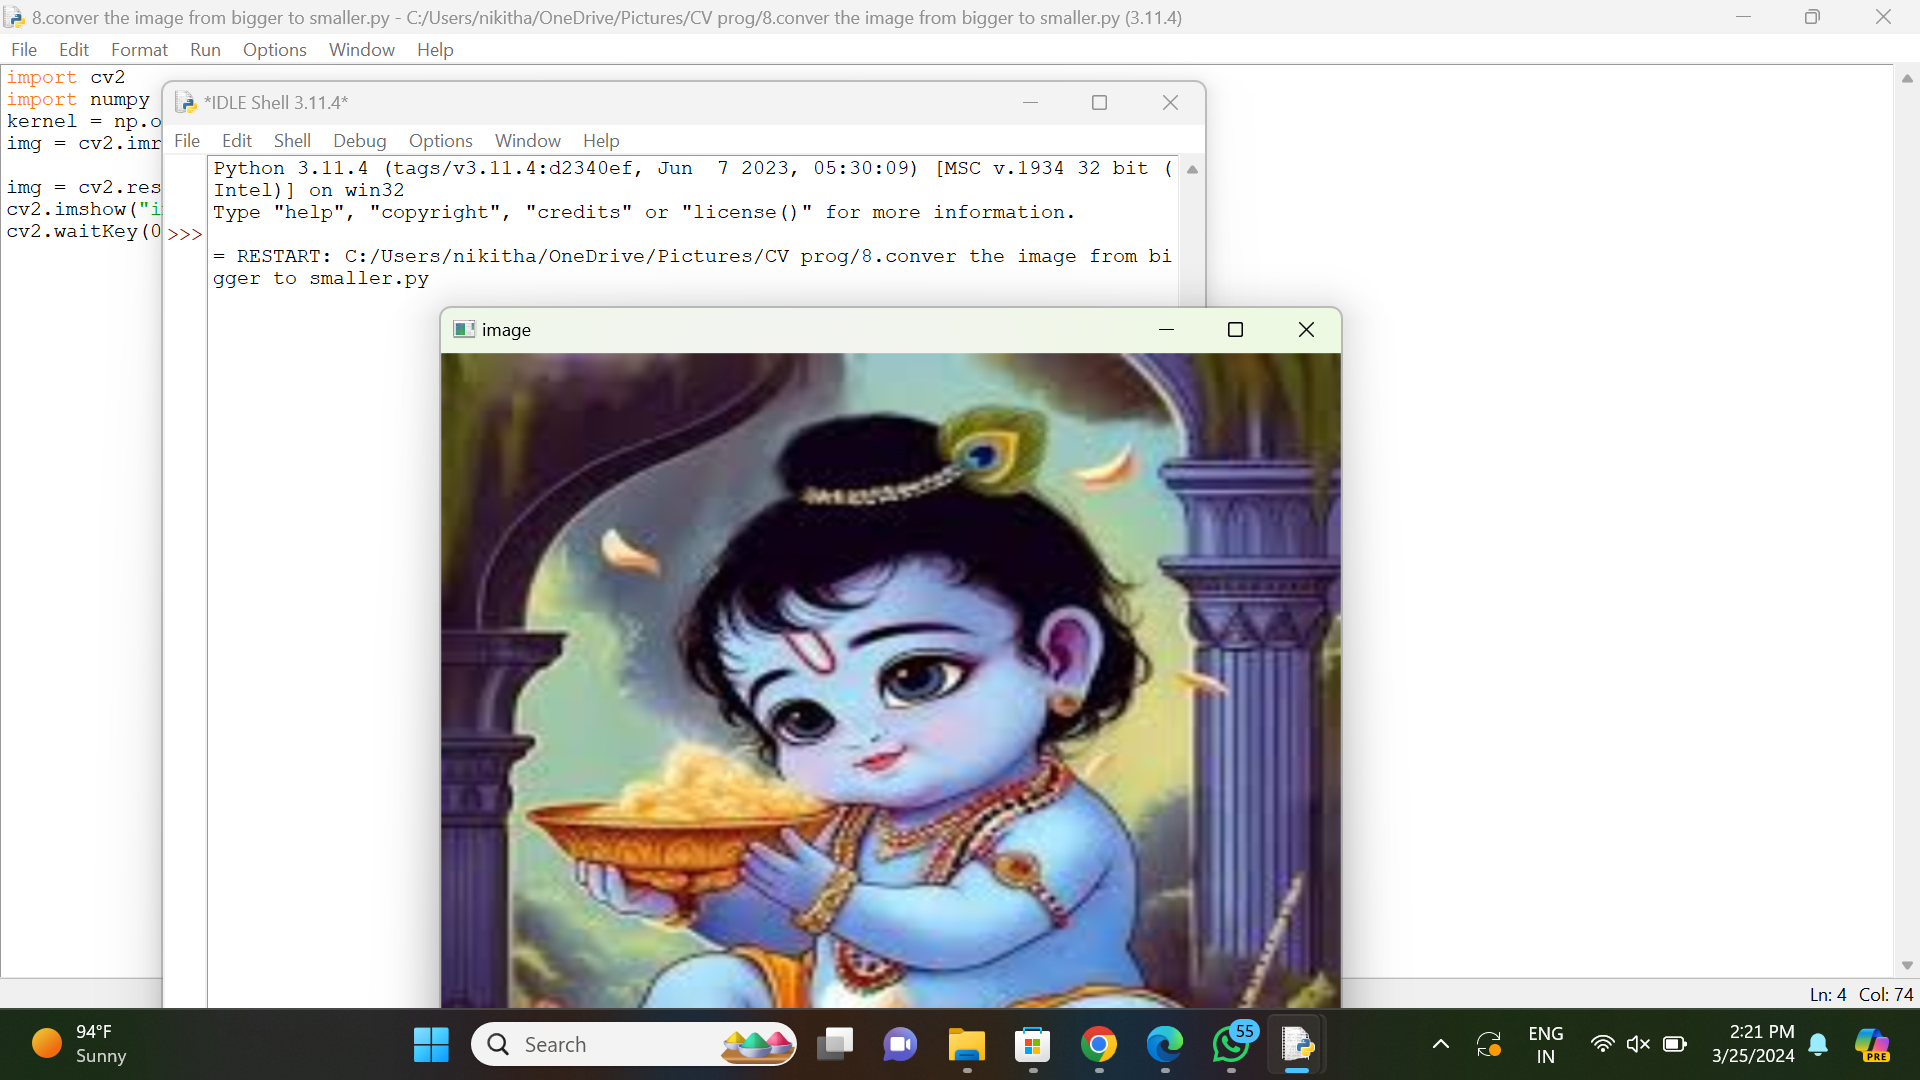 8.conver the image from bigger to smaller.py - C:/Users/nikitha/OneDrive/Pictures/CV prog/8.conver the image from bigger to smaller.py (3.11.4)
File Edit Format Run Options Window Help
import cv2
import numpy
kernel = np.o
img = cv2.imr
img = cv2.res
cv2.imshow("i
cv2.waitKey(0
*IDLE Shell 3.11.4*
File Edit Shell Debug Options Window Help
Python 3.11.4 (tags/v3.11.4:d2340ef, Jun 7 2023, 05:30:09) [MSC v.1934 32 bit (
Intel)] on win32
Type "help", "copyright", "credits" or "license()" for more information.
>>>
= RESTART: C:/Users/nikitha/OneDrive/Pictures/CV prog/8.conver the image from bi
gger to smaller.py
image
Ln: 4 Col: 74
94°F
Sunny
Search
55
ENG
IN
2:21 PM
3/25/2024
PRE